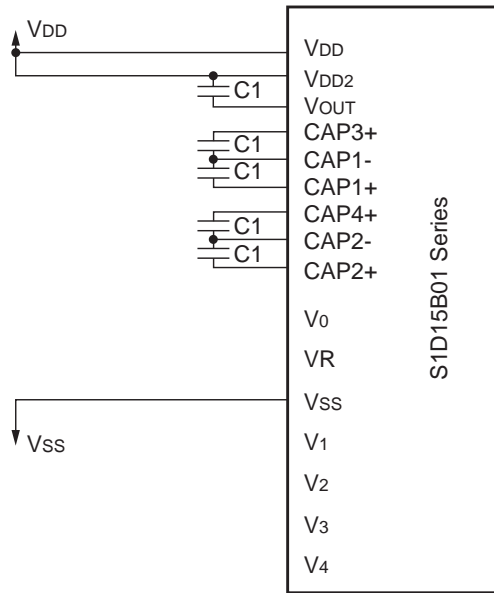 VDD
VDD
VDD2
C1
VOUT
CAP3+
C1
CAP1-
C1
CAP1+
CAP4+
C1
CAP2-
C1
CAP2+
V0
VR
VSS
VSS
V1
V2
V3
V4
S1D15B01 Series